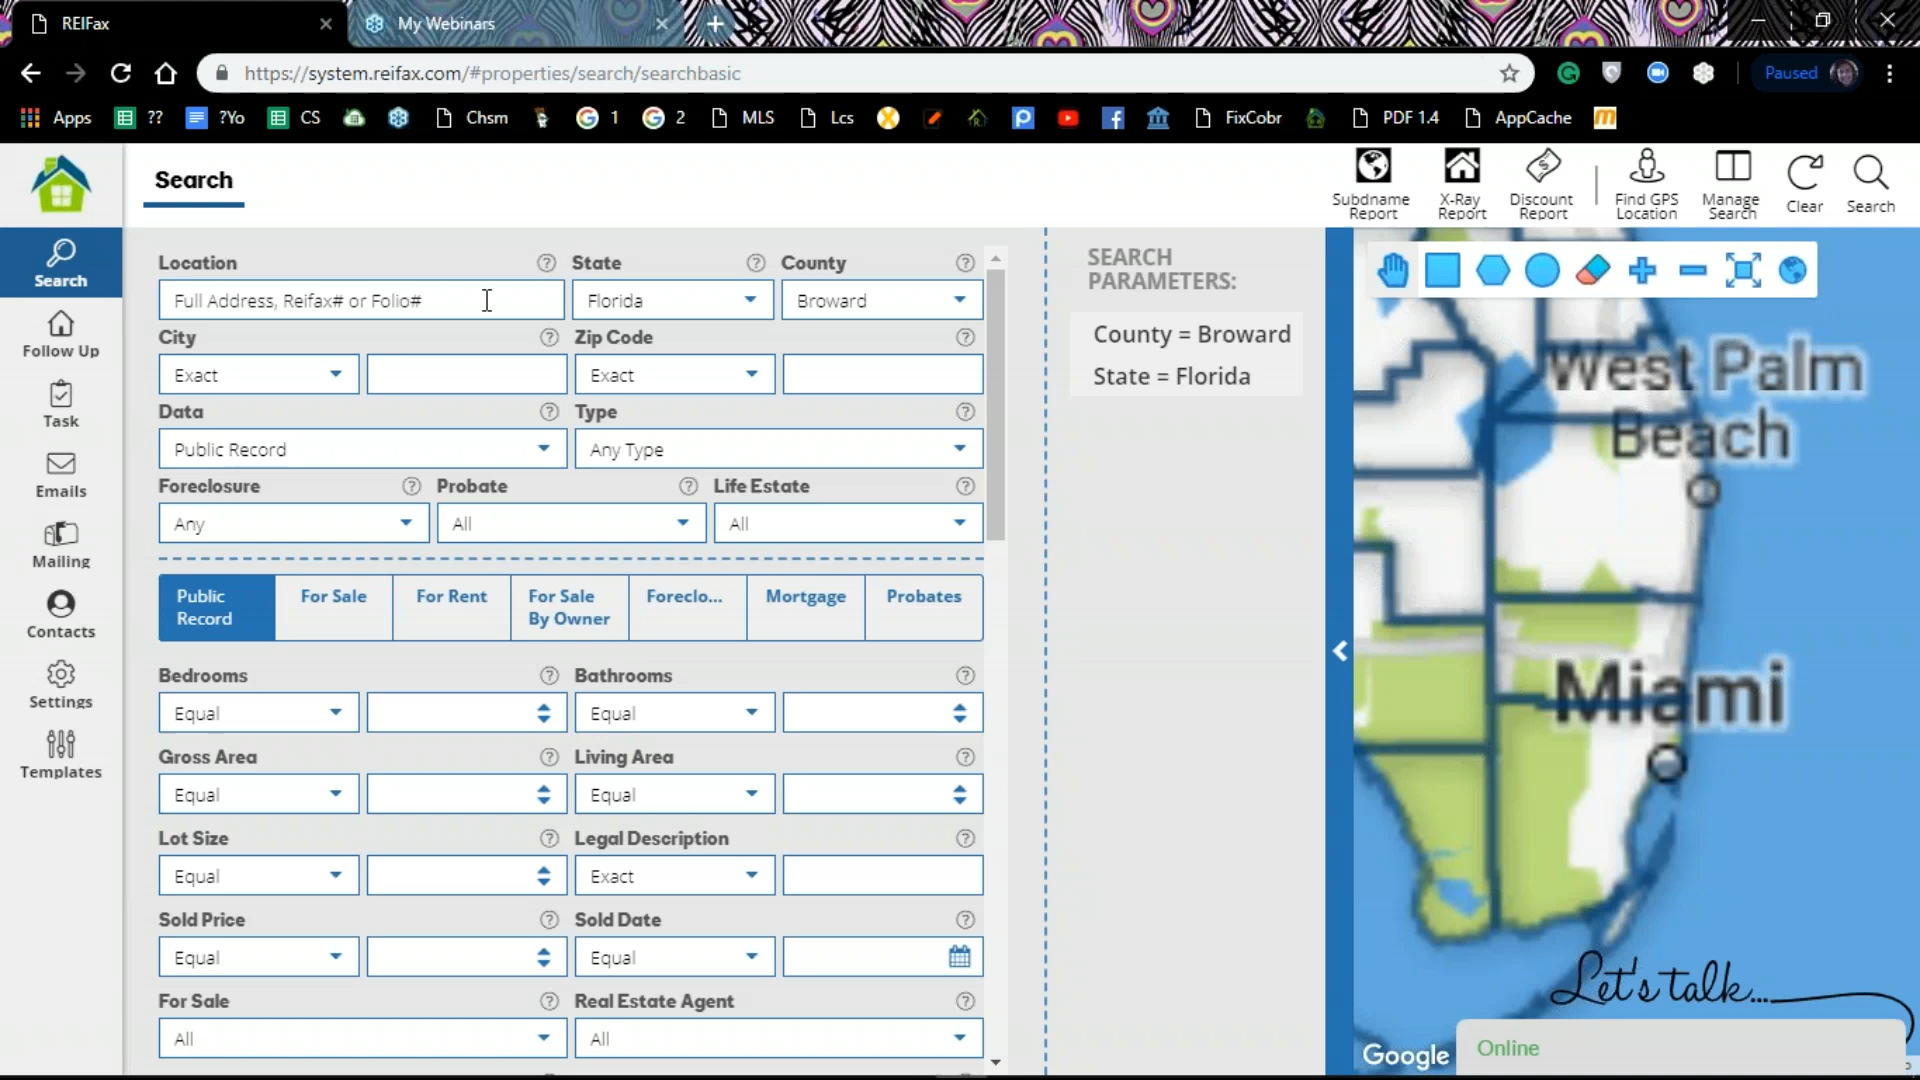 REIFax
My Webinars
https://system.reifax.com/#properties/search/searchbasic
Paused
Apps
??
?Yo
CS
Chsm
1
2
MLS
Lcs
FixCobr
PDF 1.4
AppCache
Search
Subdname
Report
X-Ray
Report
Discount
Report
Find GPS
Location
Manage
Search
Clear
Search
Search
Follow Up
Task
Emails
Mailing
Contacts
Settings
Templates
Location State County
Full Address, Reifax# or Folio# Florida Broward
City Zip Code
Exact Exact
Data Type
Public Record Any Type
Foreclosure Probate Life Estate
Any All All
Public
Record
For Sale
For Rent
For Sale
By Owner
Foreclo...
Mortgage
Probates
Bedrooms Bathrooms
Equal Equal
Gross Area Living Area
Equal Equal
Lot Size Legal Description
Equal Exact
Sold Price Sold Date
Equal Equal
For Sale Real Estate Agent
All All
SEARCH
PARAMETERS:
County = Broward
State = Florida
West Palm
Beach
Miami
Let's talk...
Google
Online